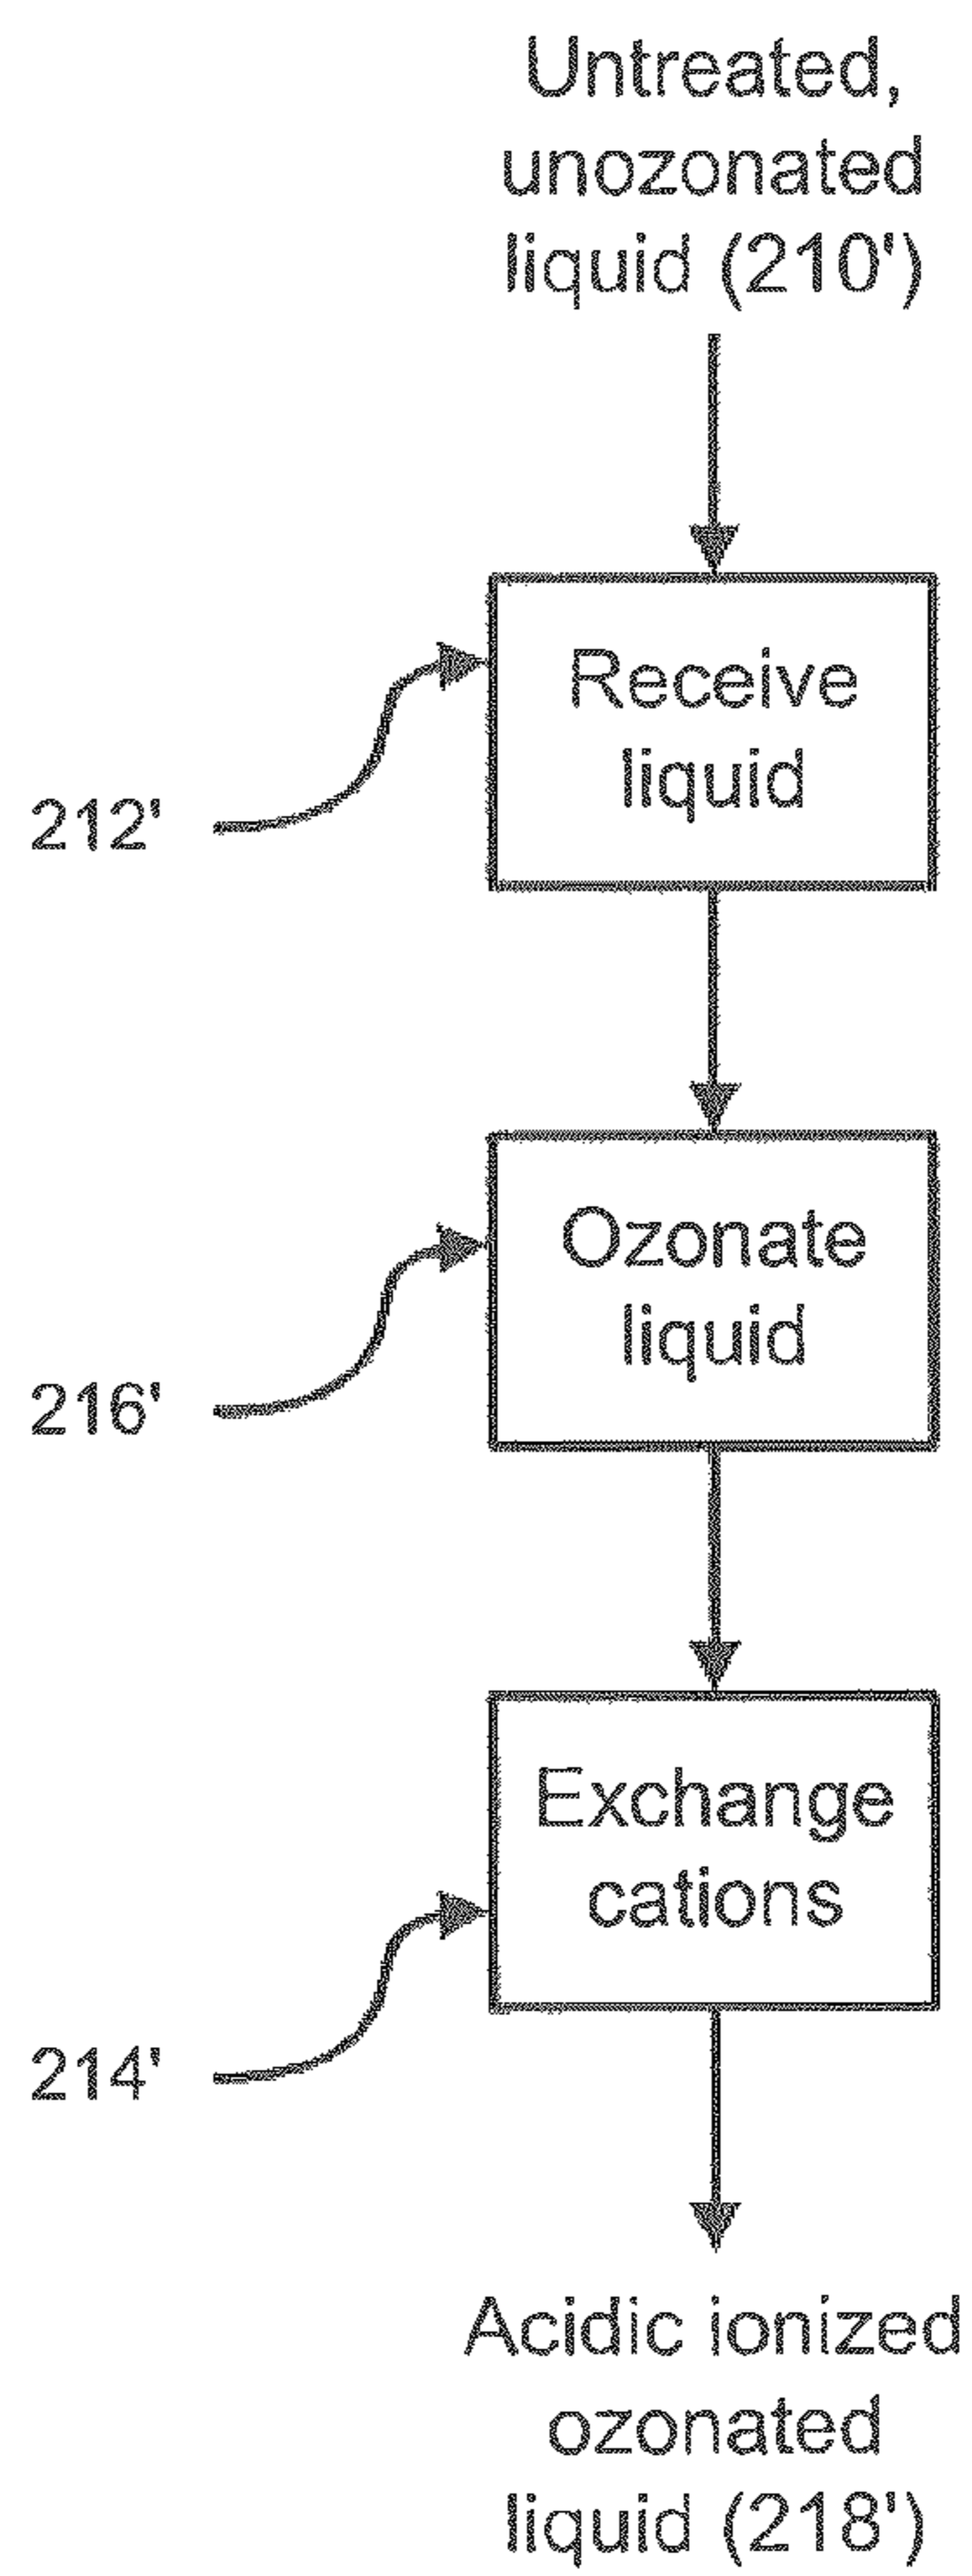 Untreated,
unozonated
liquid (210')
Receive
liquid
212'
Ozonate
liquid
216'
Exchange
cations
214'
Acidic ionized
ozonated
liquid (218')